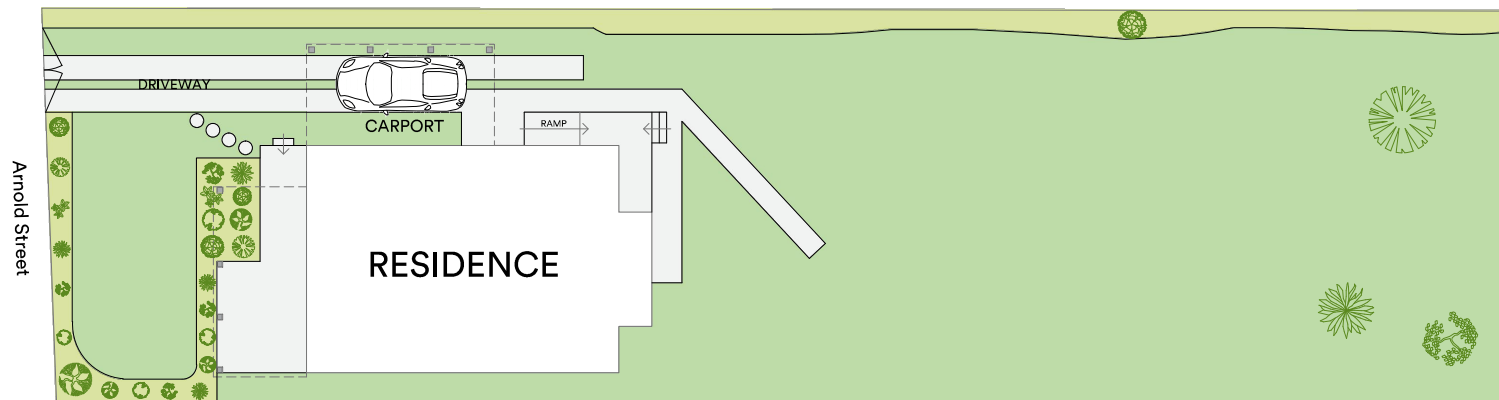 DRIVEWAY
CARPORT
RAMP
Arnold Street
RESIDENCE